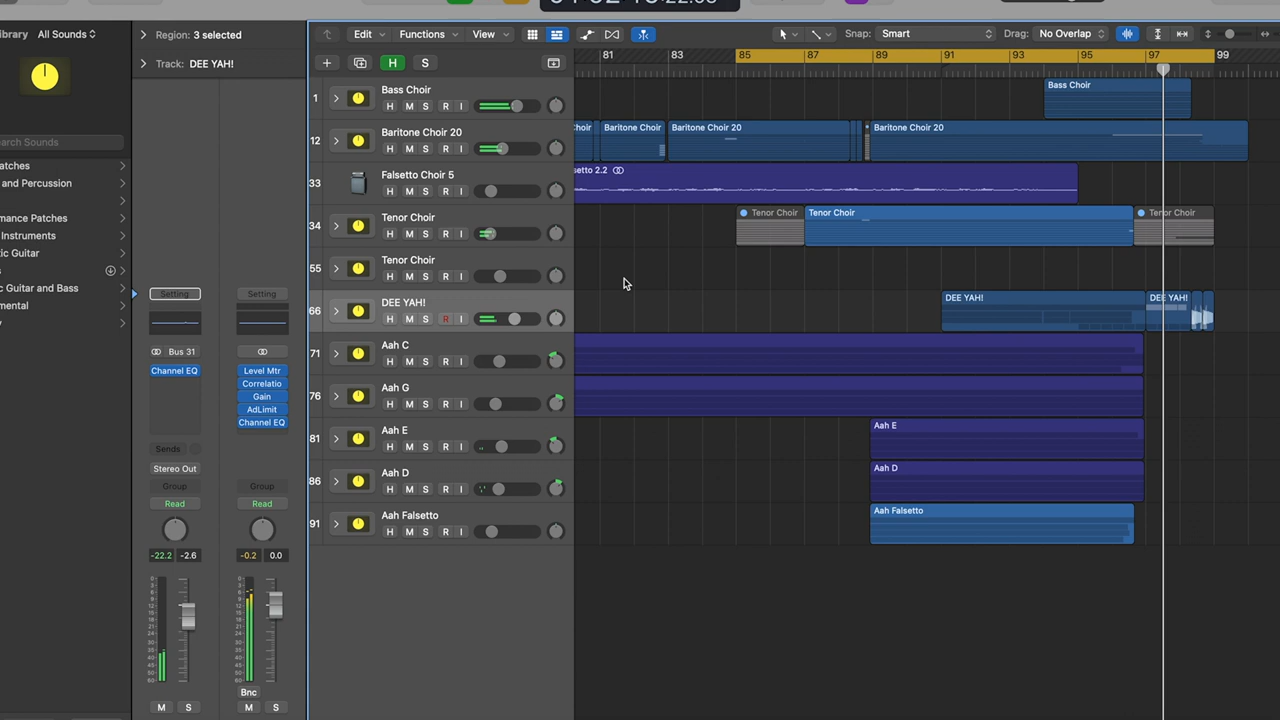 ibrary
All Sounds
Region: 3 selected
Edit
Functions
View
Snap:
Smart
Drag:
No Overlap
Track: DEE YAH!
H
S
81
83
85
87
89
91
93
95
97
99
earch Sounds
atches
and Percussion
mance Patches
Instruments
tic Guitar
s
c Guitar and Bass
mental
y
Setting
Setting
Bus 31
Channel EQ
Level Mtr
Correlatio
Gain
AdLimit
Channel EQ
Sends
Stereo Out
Group
Group
Read
Read
-22.2
-2.6
-0.2
0.0
Bnc
M
S
M
S
1
Bass Choir
H M S R I
Bass Choir
12
Baritone Choir 20
H M S R I
Choir
Baritone Choir
Baritone Choir 20
Baritone Choir 20
33
Falsetto Choir 5
H M S R I
setto 2.2
34
Tenor Choir
H M S R I
Tenor Choir
Tenor Choir
Tenor Choir
55
Tenor Choir
H M S R I
66
DEE YAH!
H M S R I
DEE YAH!
DEE YAH!
71
Aah C
H M S R I
76
Aah G
H M S R I
81
Aah E
H M S R I
Aah E
86
Aah D
H M S R I
Aah D
91
Aah Falsetto
H M S R I
Aah Falsetto